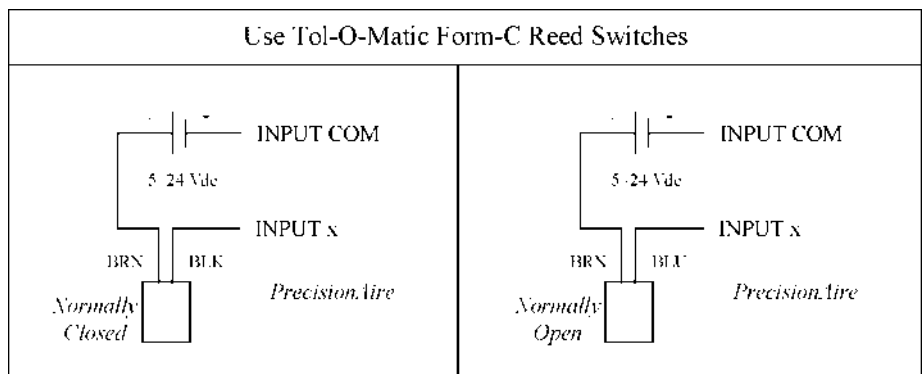 Use Tol-O-Matic Form-C Reed Switches
INPUT COM
5-24 Vdc
INPUT x
BRN BLK
Normally
Closed
PrecisionAire
INPUT COM
5-24 Vdc
INPUT x
BRN BLU
Normally
Open
PrecisionAire